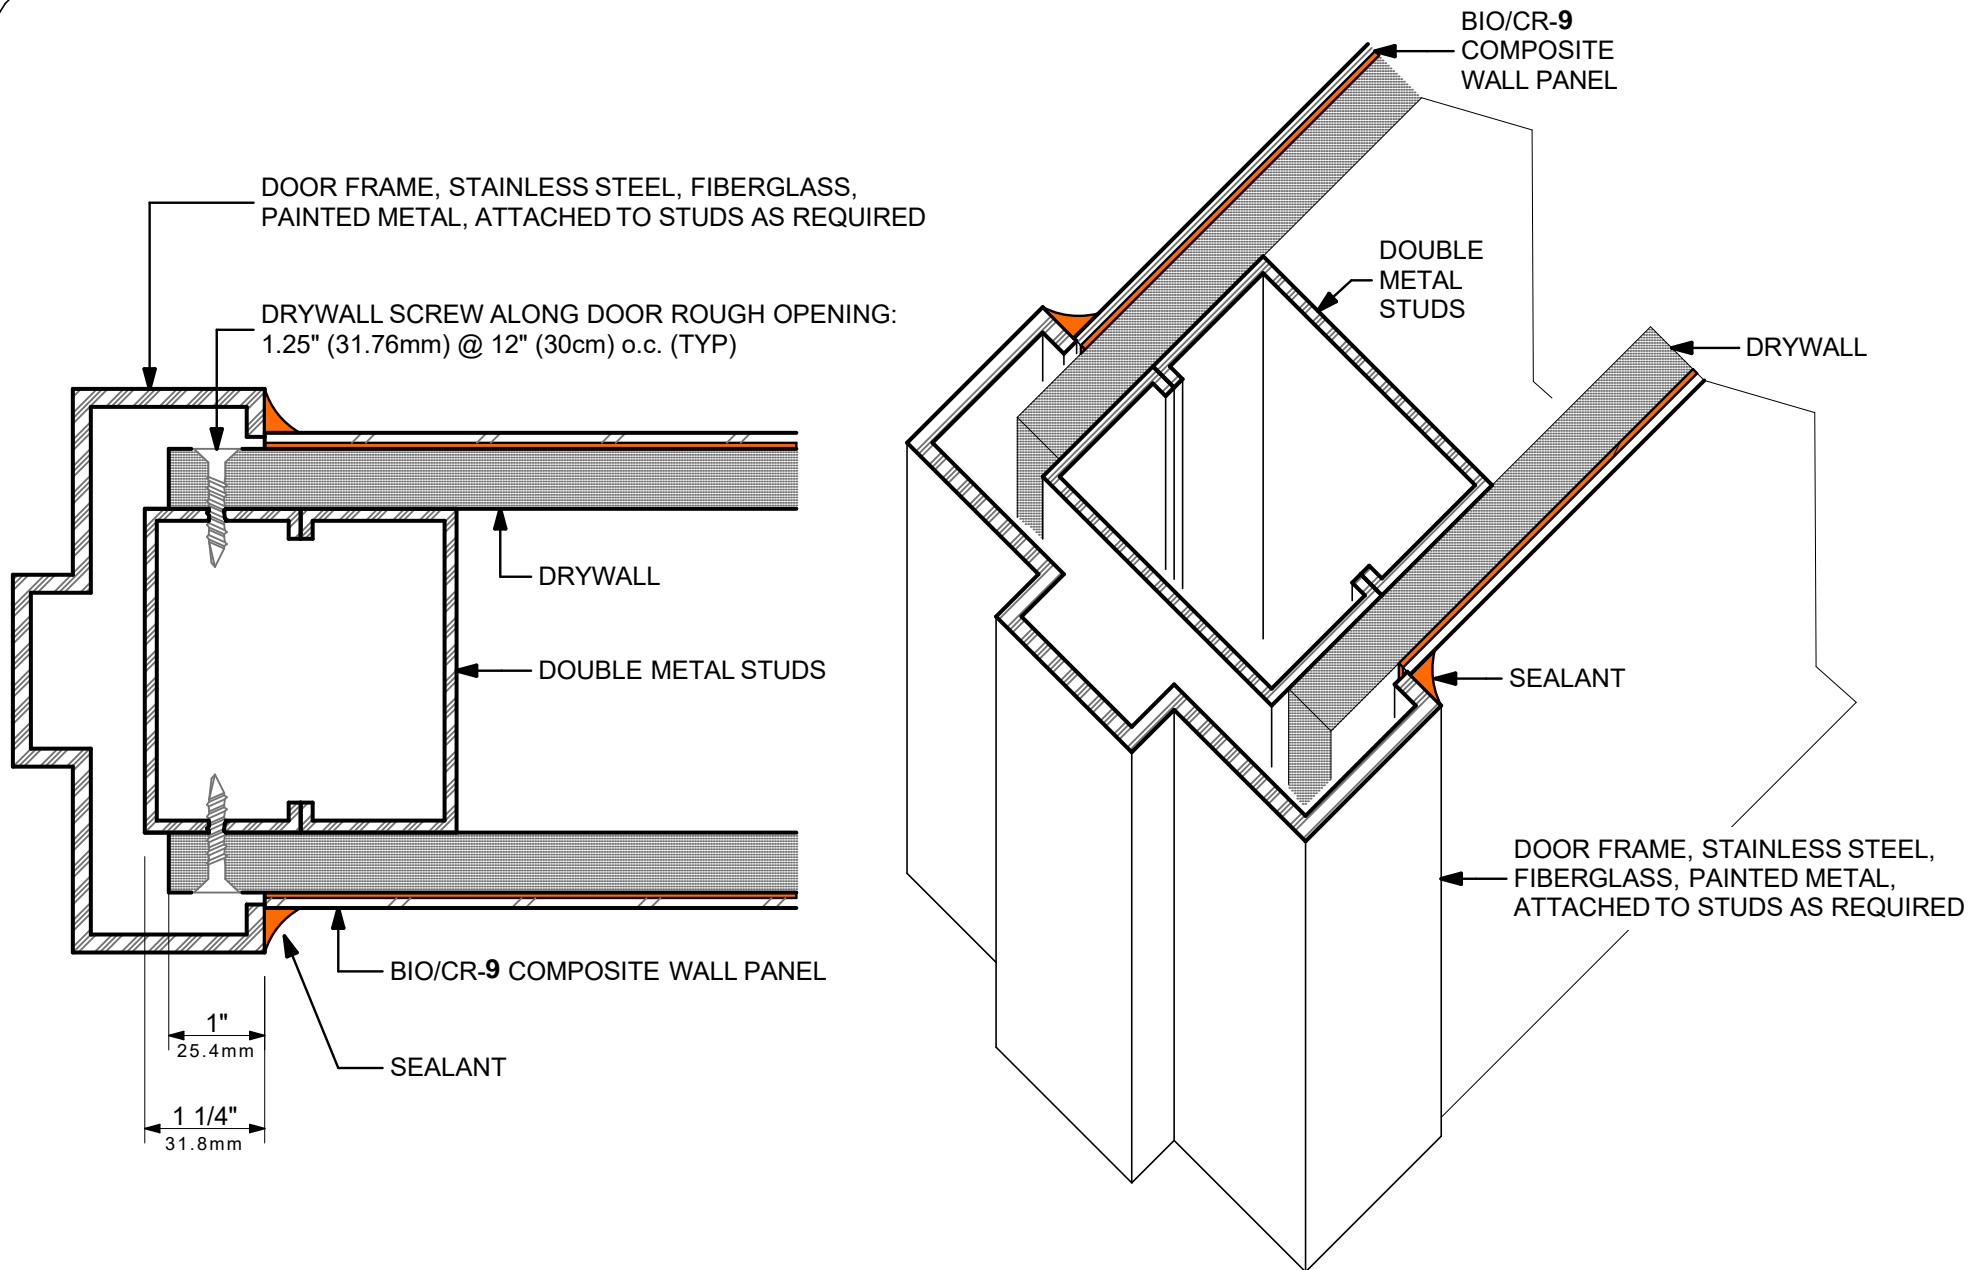 DOOR FRAME, STAINLESS STEEL, FIBERGLASS,
PAINTED METAL, ATTACHED TO STUDS AS REQUIRED
DRYWALL SCREW ALONG DOOR ROUGH OPENING:
1.25" (31.76mm) @ 12" (30cm) o.c. (TYP)
DRYWALL
DOUBLE METAL STUDS
BIO/CR-9 COMPOSITE WALL PANEL
SEALANT
1"
25.4mm
1 1/4"
31.8mm
BIO/CR-9
COMPOSITE
WALL PANEL
DOUBLE
METAL
STUDS
DRYWALL
SEALANT
DOOR FRAME, STAINLESS STEEL,
FIBERGLASS, PAINTED METAL,
ATTACHED TO STUDS AS REQUIRED